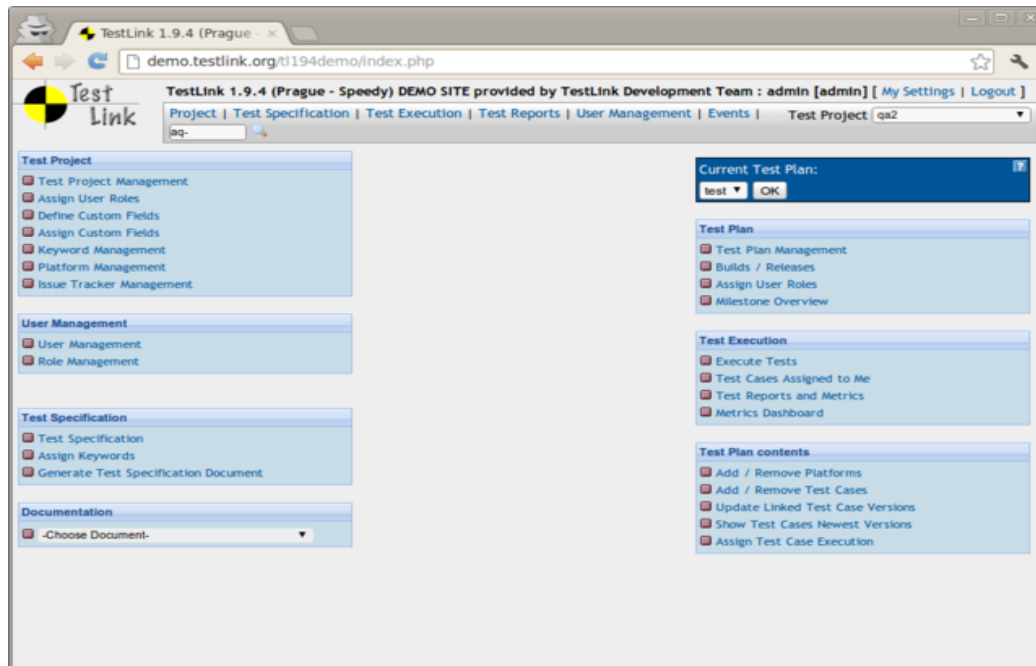 TestLink 1.9.4 (Prague -
demo.testlink.org/tl194demo/index.php
Test Link
TestLink 1.9.4 (Prague - Speedy) DEMO SITE provided by TestLink Development Team : admin [admin] [ My Settings | Logout ]
Project | Test Specification | Test Execution | Test Reports | User Management | Events | Test Project qa2
aq-
Test Project
Test Project Management
Assign User Roles
Define Custom Fields
Assign Custom Fields
Keyword Management
Platform Management
Issue Tracker Management
User Management
User Management
Role Management
Test Specification
Test Specification
Assign Keywords
Generate Test Specification Document
Documentation
-Choose Document-
Current Test Plan:
test OK
Test Plan
Test Plan Management
Builds / Releases
Assign User Roles
Milestone Overview
Test Execution
Execute Tests
Test Cases Assigned to Me
Test Reports and Metrics
Metrics Dashboard
Test Plan contents
Add / Remove Platforms
Add / Remove Test Cases
Update Linked Test Case Versions
Show Test Cases Newest Versions
Assign Test Case Execution